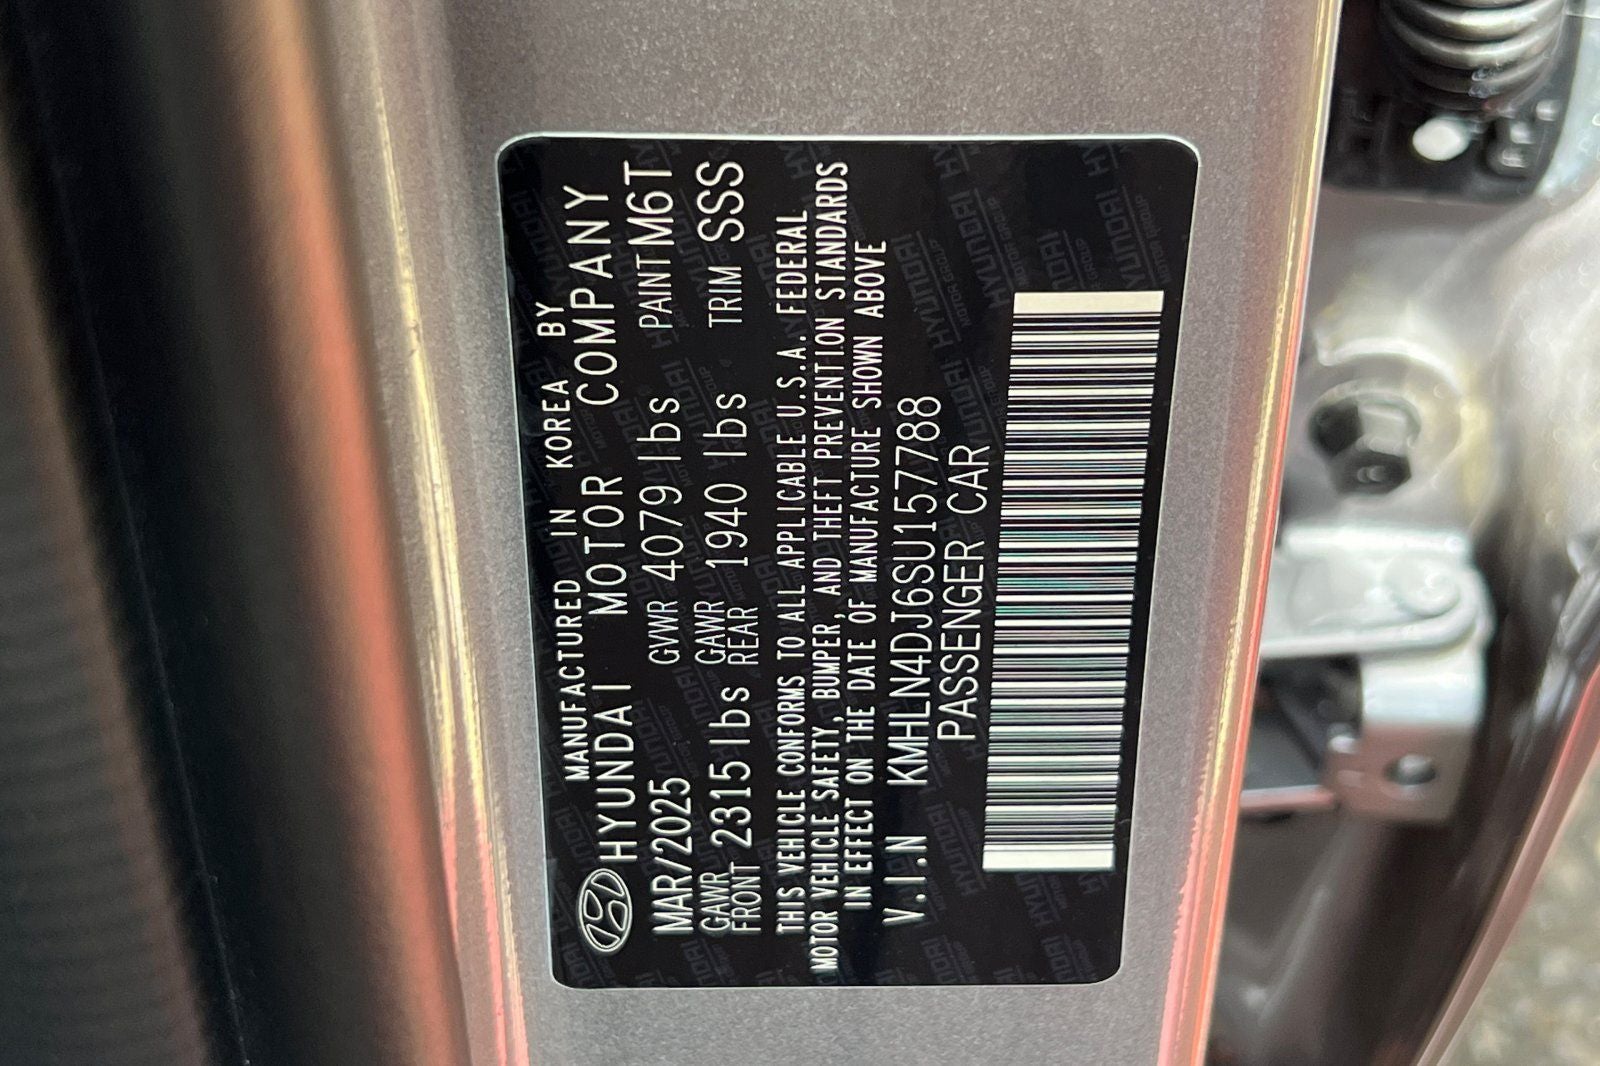 MANUFACTURED IN KOREA BY
HYUNDAI MOTOR COMPANY
MAR/2025 GVWR 4079 lbs PAINT M6T
GAWR FRONT 2315 lbs GAWR REAR 1940 lbs TRIM SSS
THIS VEHICLE CONFORMS TO ALL APPLICABLE U.S.A. FEDERAL
MOTOR VEHICLE SAFETY, BUMPER, AND THEFT PREVENTION STANDARDS
IN EFFECT ON THE DATE OF MANUFACTURE SHOWN ABOVE
V.I.N KMHLN4DJ6SU157788
PASSENGER CAR